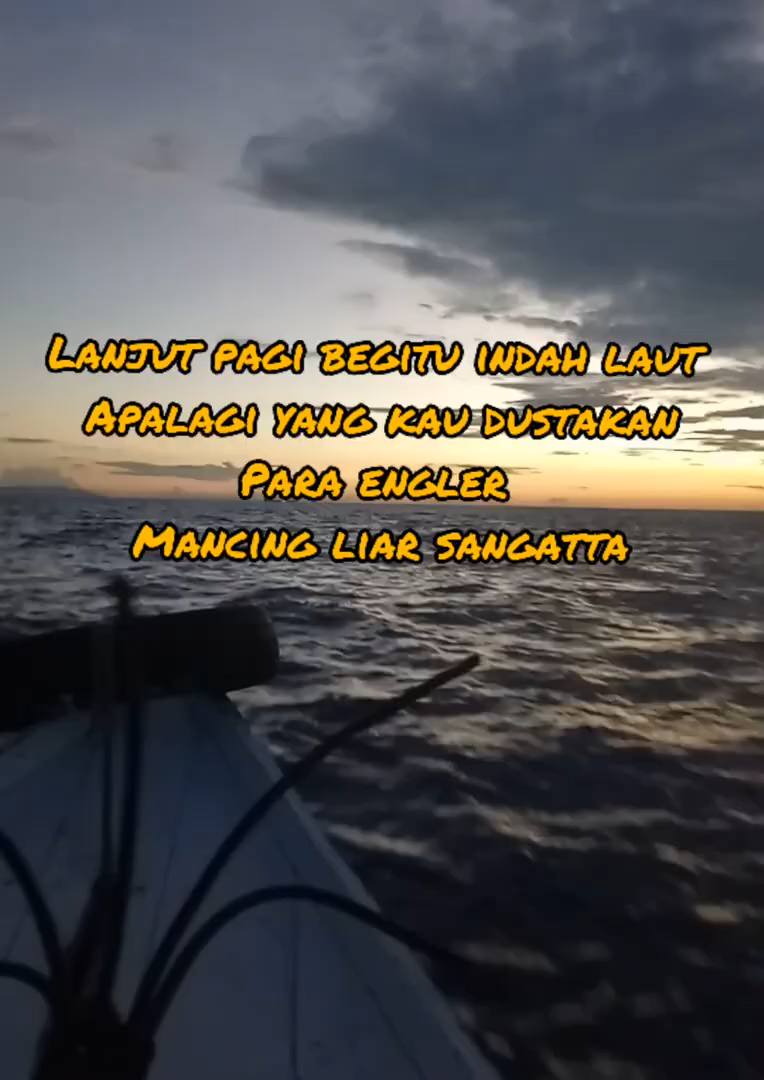 Lanjut pagi begitu indah laut
Apalagi yang kau dustakan
Para engler
Mancing liar sangatta